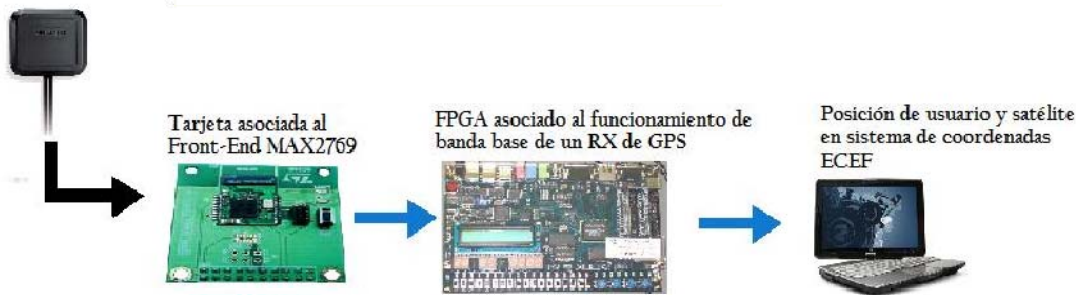 Tarjeta asociada al
Front-End MAX2769
FPGA asociado al funcionamiento de
banda base de un RX de GPS
Posición de usuario y satélite
en sistema de coordenadas
ECEF